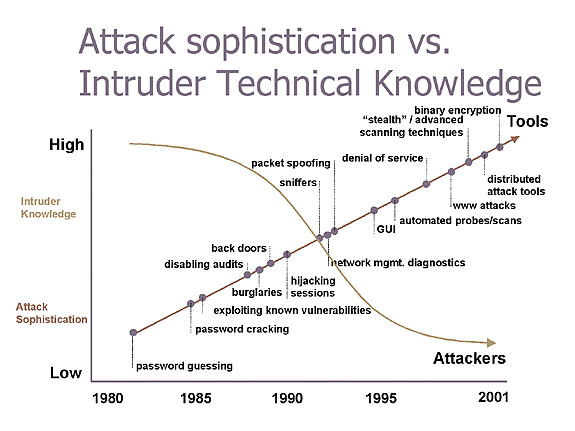 Attack sophistication vs.
Intruder Technical Knowledge
binary encryption
"stealth" / advanced
scanning techniques
Tools
High
denial of service
packet spoofing
sniffers
distributed
attack tools
Intruder
Knowledge
www attacks
automated probes/scans
GUI
back doors
network mgmt. diagnostics
disabling audits
hijacking
sessions
burglaries
Attack
Sophistication
exploiting known vulnerabilities
password cracking
Attackers
password guessing
Low
1980 1985 1990 1995 2001